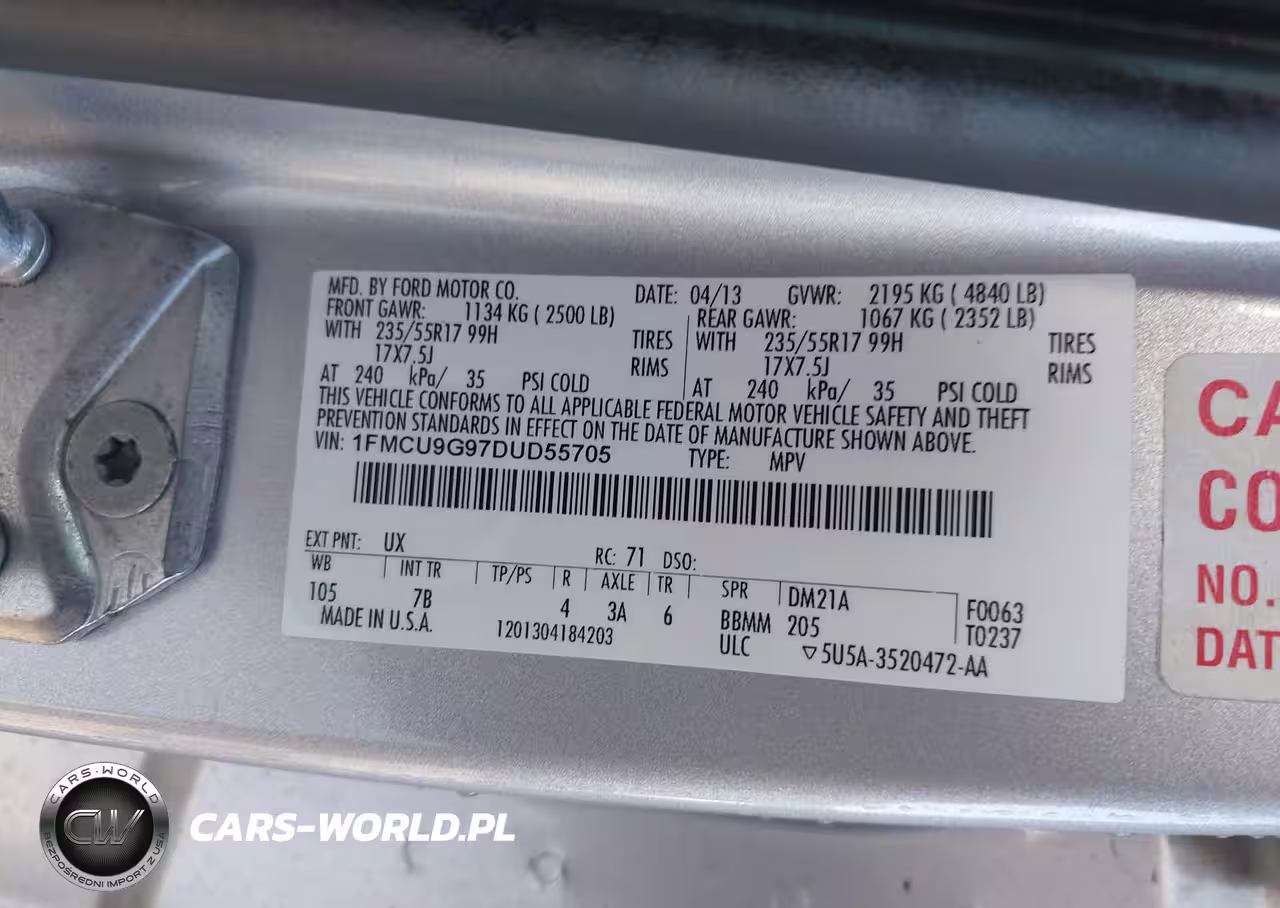 MFD. BY FORD MOTOR CO. DATE: 04/13 GVWR: 2195 KG ( 4840 LB)
FRONT GAWR: 1134 KG ( 2500 LB) REAR GAWR: 1067 KG ( 2352 LB)
WITH 235/55R17 99H TIRES WITH 235/55R17 99H TIRES
17X7.5J RIMS 17X7.5J RIMS
AT 240 kPa/ 35 PSI COLD AT 240 kPa/ 35 PSI COLD
THIS VEHICLE CONFORMS TO ALL APPLICABLE FEDERAL MOTOR VEHICLE SAFETY AND THEFT
PREVENTION STANDARDS IN EFFECT ON THE DATE OF MANUFACTURE SHOWN ABOVE.
VIN: 1FMCU9G97DUD55705 TYPE: MPV
EXT PNT: UX RC: 71 DSO:
WB INT TR TP/PS R AXLE TR SPR DM21A F0063
105 7B 4 3A 6 BBMM 205 T0237
MADE IN U.S.A. 1201304184203 ULC ▽5U5A-3520472-AA
CA
CO
NO.
DAT
CARS-WORLD
CW
BEZPOŚREDNI IMPORT Z USA
CARS-WORLD.PL